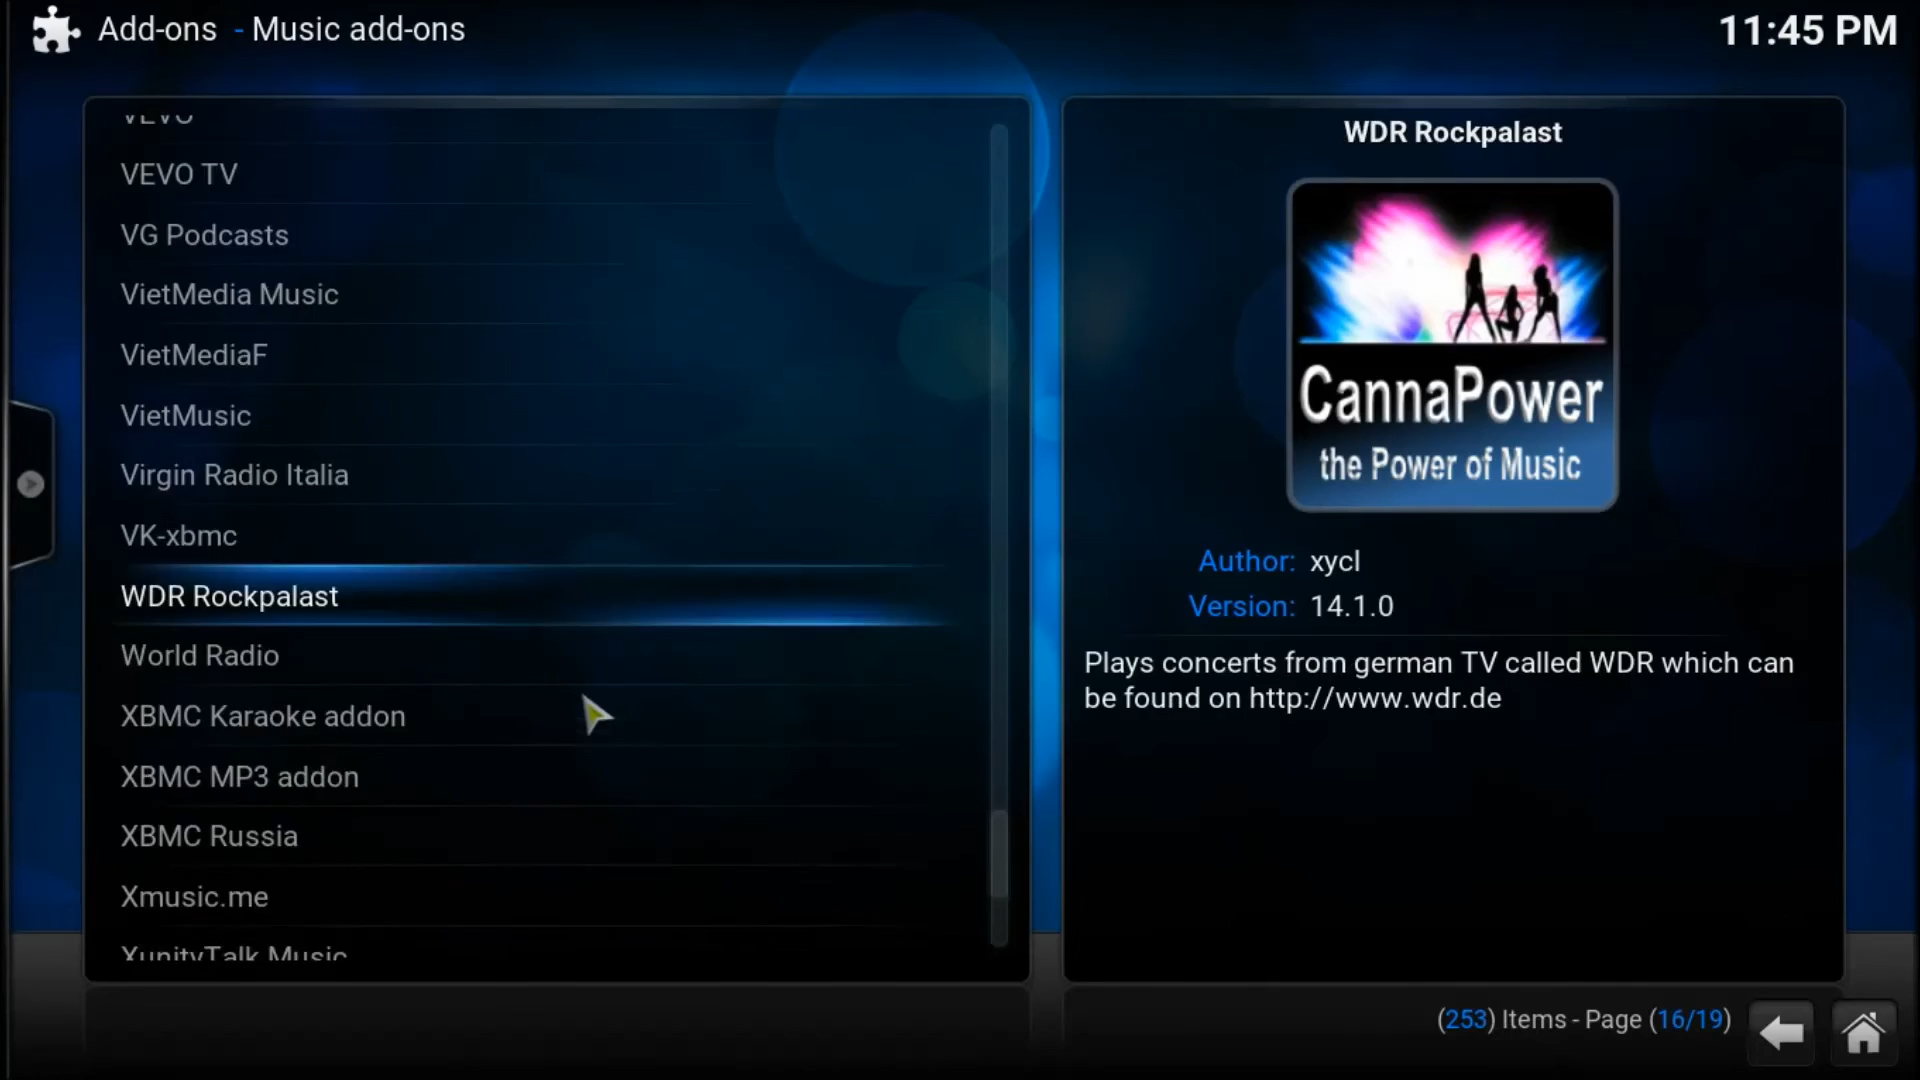 Add-ons - Music add-ons
11:45 PM
VEVO
VEVO TV
VG Podcasts
VietMedia Music
VietMediaF
VietMusic
Virgin Radio Italia
VK-xbmc
WDR Rockpalast
World Radio
XBMC Karaoke addon
XBMC MP3 addon
XBMC Russia
Xmusic.me
XunityTalk Music
WDR Rockpalast
CannaPower
the Power of Music
Author: xycl
Version: 14.1.0
Plays concerts from german TV called WDR which can
be found on http://www.wdr.de
(253) Items - Page (16/19)